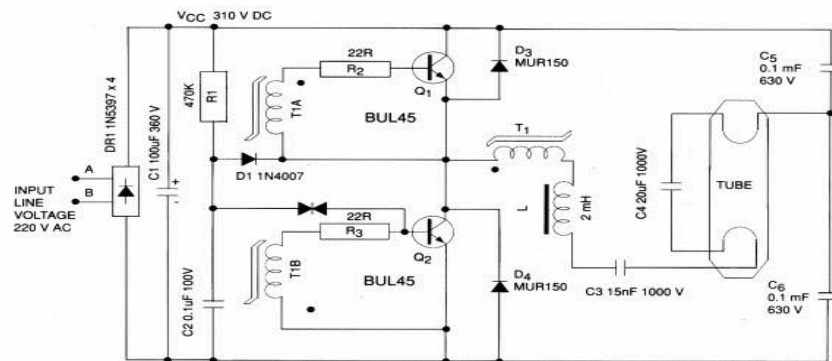 VCC 310 V DC
DR1 1N5397 x 4
C1 100uF 360 V
+
-
A
B
INPUT
LINE
VOLTAGE
220 V AC
470K
R1
T1A
22R
R2
Q1
BUL45
D3
MUR150
D1 1N4007
T1
L
2 mH
22R
R3
Q2
BUL45
T1B
C2 0.1uF 100V
D4
MUR150
C3 15nF 1000 V
C4 20uF 1000V
TUBE
C5
0.1 mF
630 V
C6
0.1 mF
630 V